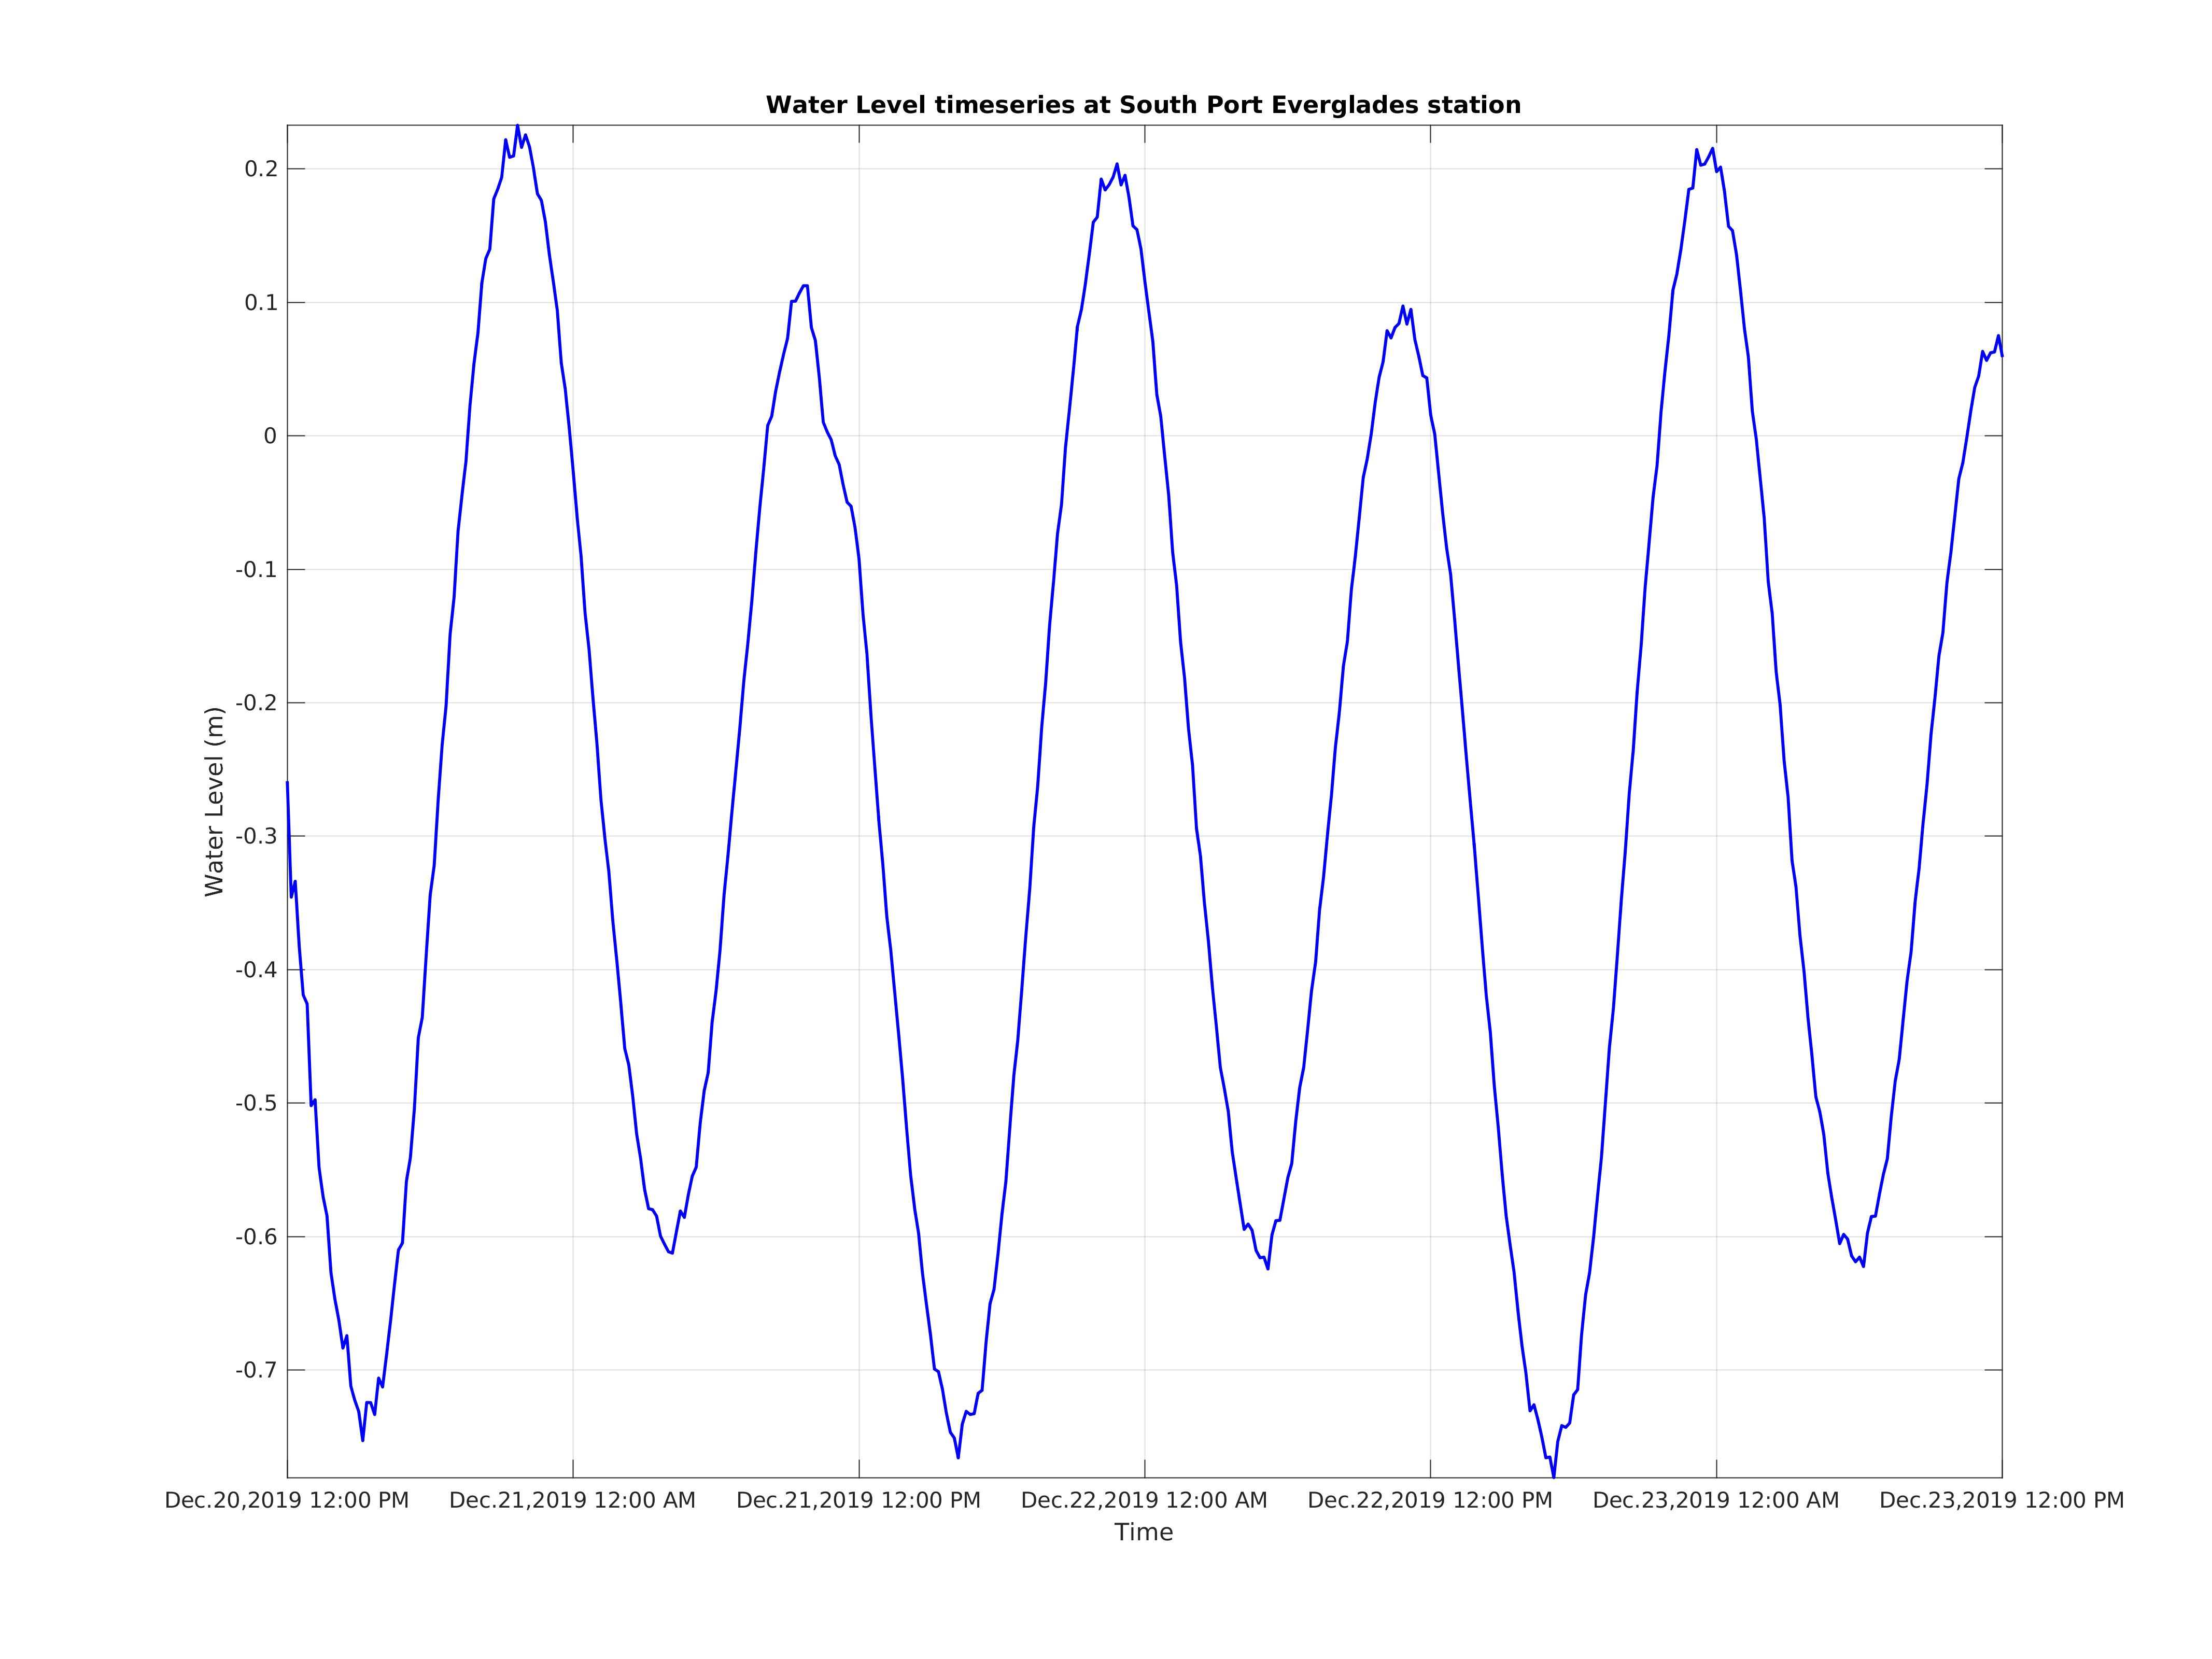 Water Level timeseries at South Port Everglades station
0.2
0.1
0
-0.1
-0.2
-0.3
-0.4
-0.5
-0.6
-0.7
Water Level (m)
Dec.20,2019 12:00 PM
Dec.21,2019 12:00 AM
Dec.21,2019 12:00 PM
Dec.22,2019 12:00 AM
Dec.22,2019 12:00 PM
Dec.23,2019 12:00 AM
Dec.23,2019 12:00 PM
Time